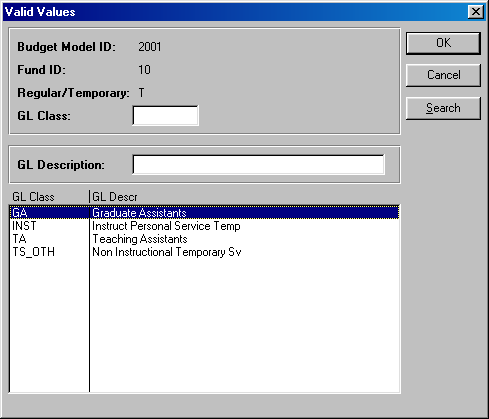 Valid Values
Budget Model ID: 2001
OK
Fund ID: 10
Cancel
Regular/Temporary: T
GL Class:
Search
GL Description:
GL Class GL Descr
GA Graduate Assistants
INST Instruct Personal Service Temp
TA Teaching Assistants
TS_OTH Non Instructional Temporary Sv